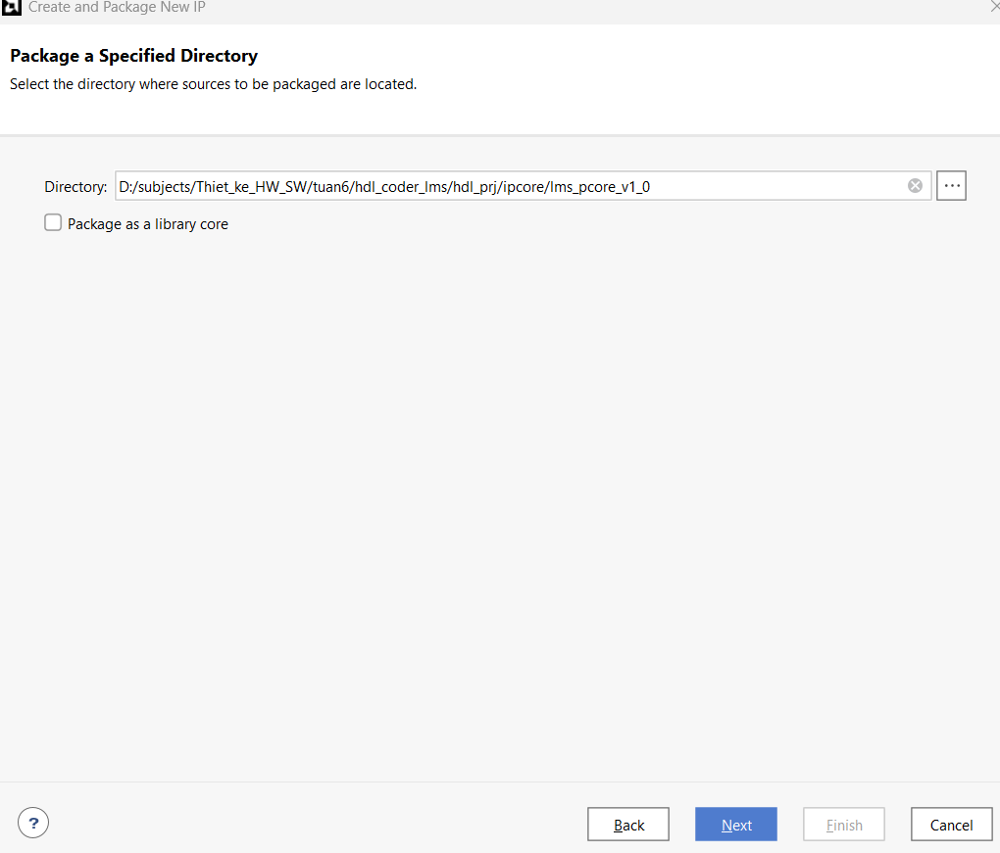 Create and Package New IP
Package a Specified Directory
Select the directory where sources to be packaged are located.
Directory: D:/subjects/Thiet_ke_HW_SW/tuan6/hdl_coder_lms/hdl_prj/ipcore/lms_pcore_v1_0 ...
Package as a library core
? Back Next Finish Cancel